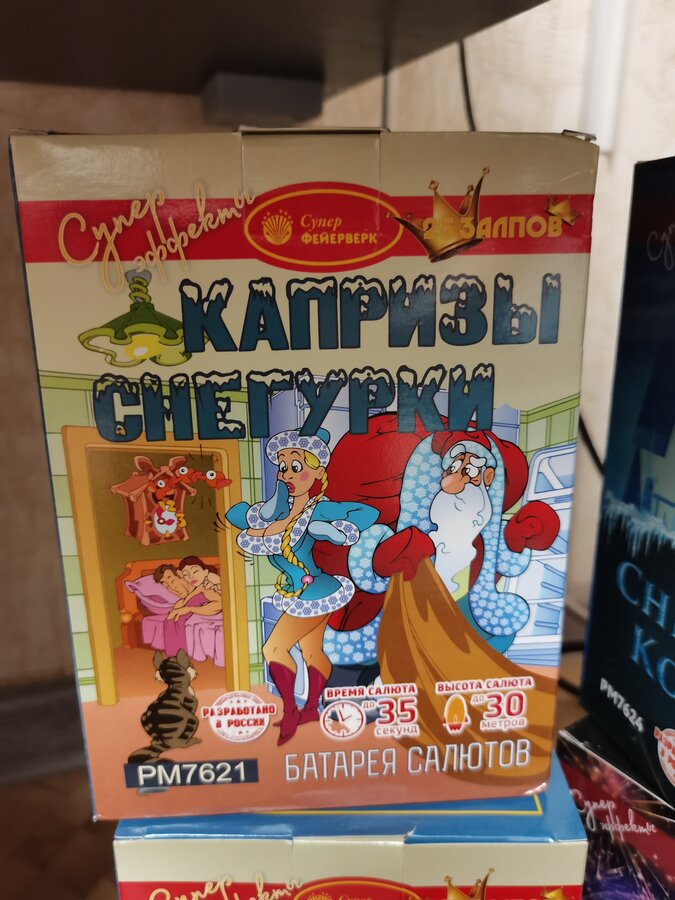 Супер
эффекты
Супер
ФЕЙЕРВЕРК
25 ЗАЛПОВ
КАПРИЗЫ
СНЕГУРКИ
РАЗРАБОТАНО
В РОССИИ
ВРЕМЯ САЛЮТА
до 35
секунд
ВЫСОТА САЛЮТА
до 30
метров
PM7621
БАТАРЕЯ САЛЮТОВ
PM7624
Супер
эффекты
Супер